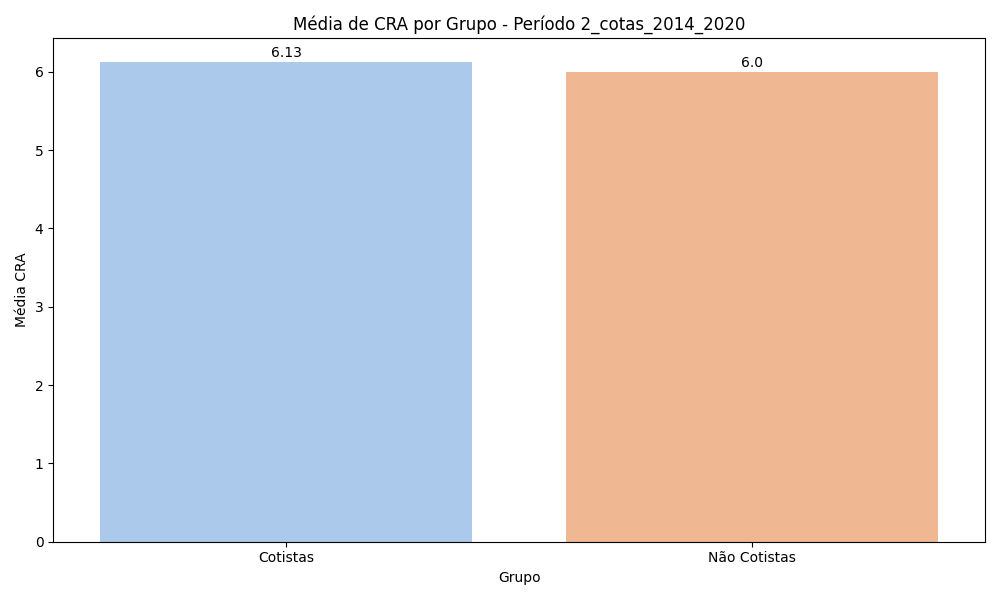 Média de CRA por Grupo - Período 2_cotas_2014_2020
6.13
6.0
6
5
4
3
2
1
0
Média CRA
Cotistas
Não Cotistas
Grupo